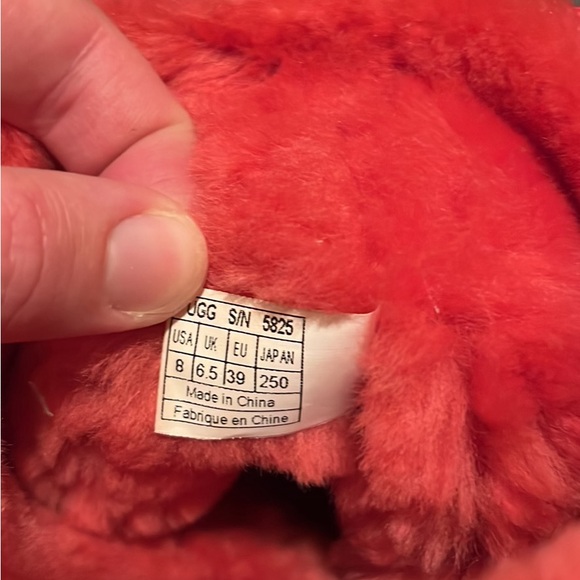 UGG S/N 5825
USA UK EU JAPAN
8 6.5 39 250
Made in China
Fabrique en Chine